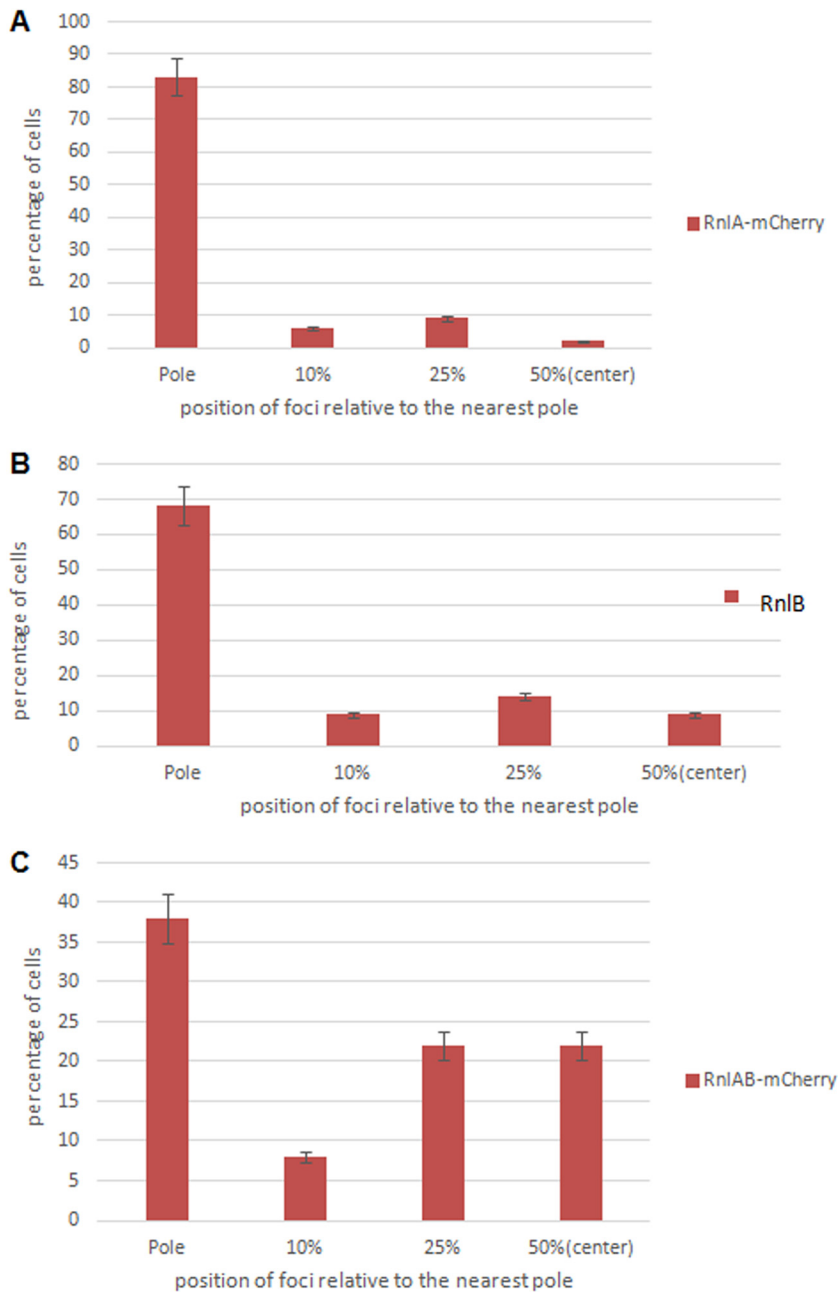 A
100
90
80
70
60
50
40
30
20
10
0
percentage of cells
Pole 10% 25% 50%(center)
position of foci relative to the nearest pole
RnlA-mCherry
B
80
70
60
50
40
30
20
10
0
percentage of cells
Pole 10% 25% 50%(center)
position of foci relative to the nearest pole
RnlB
C
45
40
35
30
25
20
15
10
5
0
percentage of cells
Pole 10% 25% 50%(center)
position of foci relative to the nearest pole
RnlAB-mCherry